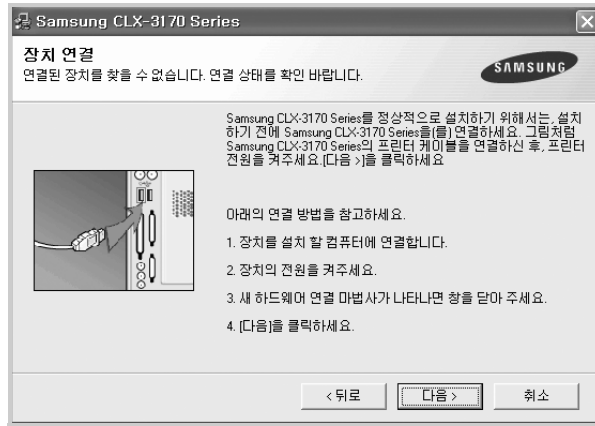 Samsung CLX-3170 Series
장치 연결
연결된 장치를 찾을 수 없습니다. 연결 상태를 확인 바랍니다.
SAMSUNG
Samsung CLX-3170 Series를 정상적으로 설치하기 위해서는, 설치
하기 전에 Samsung CLX-3170 Series을(를) 연결하세요. 그림처럼
Samsung CLX-3170 Series의 프린터 케이블을 연결하신 후, 프린터
전원을 켜주세요.[다음 >]을 클릭하세요
아래의 연결 방법을 참고하세요.
1. 장치를 설치 할 컴퓨터에 연결합니다.
2. 장치의 전원을 켜주세요.
3. 새 하드웨어 연결 마법사가 나타나면 창을 닫아 주세요.
4. [다음]을 클릭하세요.
< 뒤로
다음 >
취소